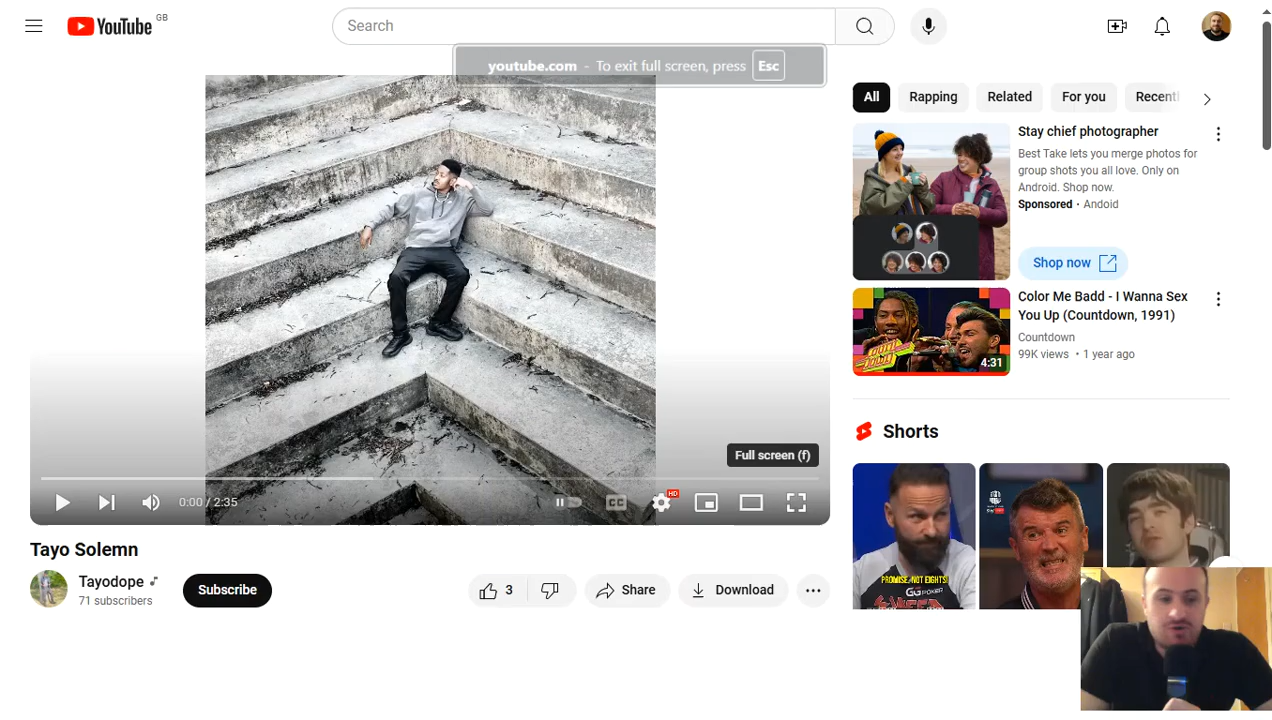 YouTube GB
Search
youtube.com - To exit full screen, press Esc
All Rapping Related For you Recentl
Stay chief photographer
Best Take lets you merge photos for
group shots you all love. Only on
Android. Shop now.
Sponsored · Andoid
Shop now
Color Me Badd - I Wanna Sex
You Up (Countdown, 1991)
Countdown
99K views · 1 year ago
4:31
Full screen (f)
0:00 / 2:35
CC
HD
Tayo Solemn
Tayodope
71 subscribers
Subscribe
3
Share
Download
Shorts
PROMISE, NOT EIGHTS!
GGPOKER